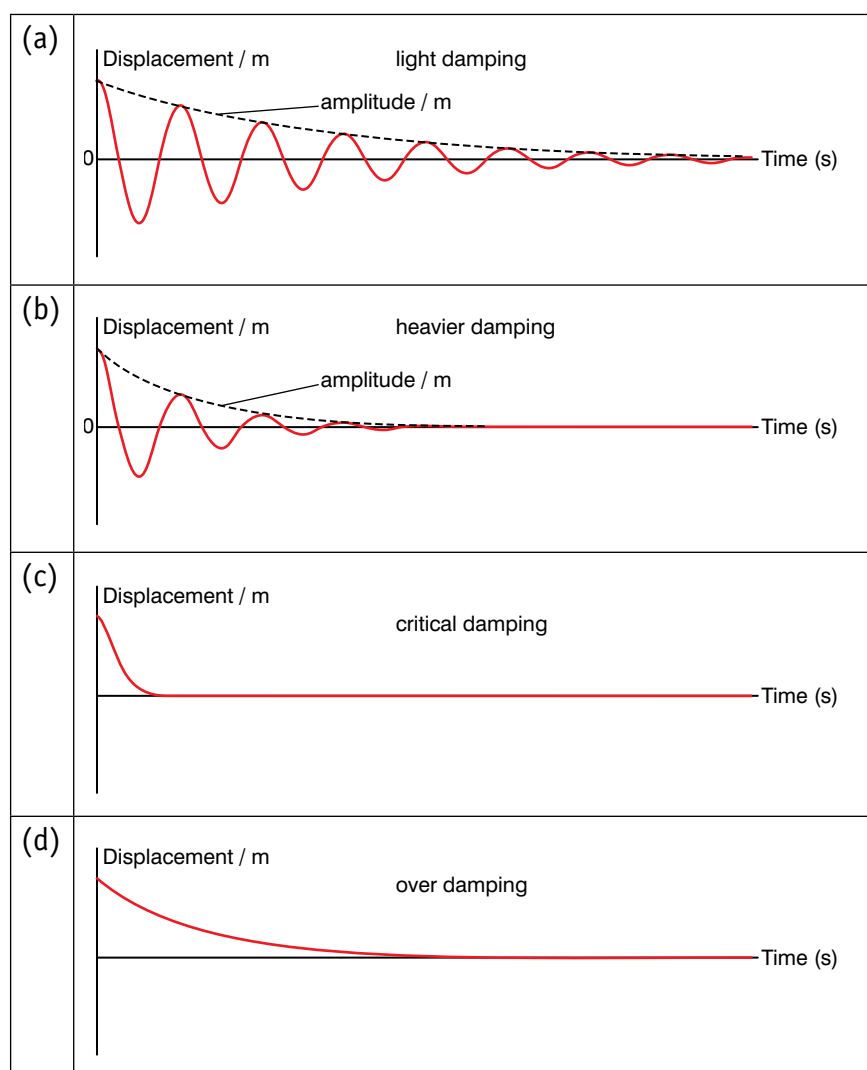 (a)
Displacement / m
light damping
amplitude / m
0
Time (s)
(b)
Displacement / m
heavier damping
amplitude / m
0
Time (s)
(c)
Displacement / m
critical damping
Time (s)
(d)
Displacement / m
over damping
Time (s)